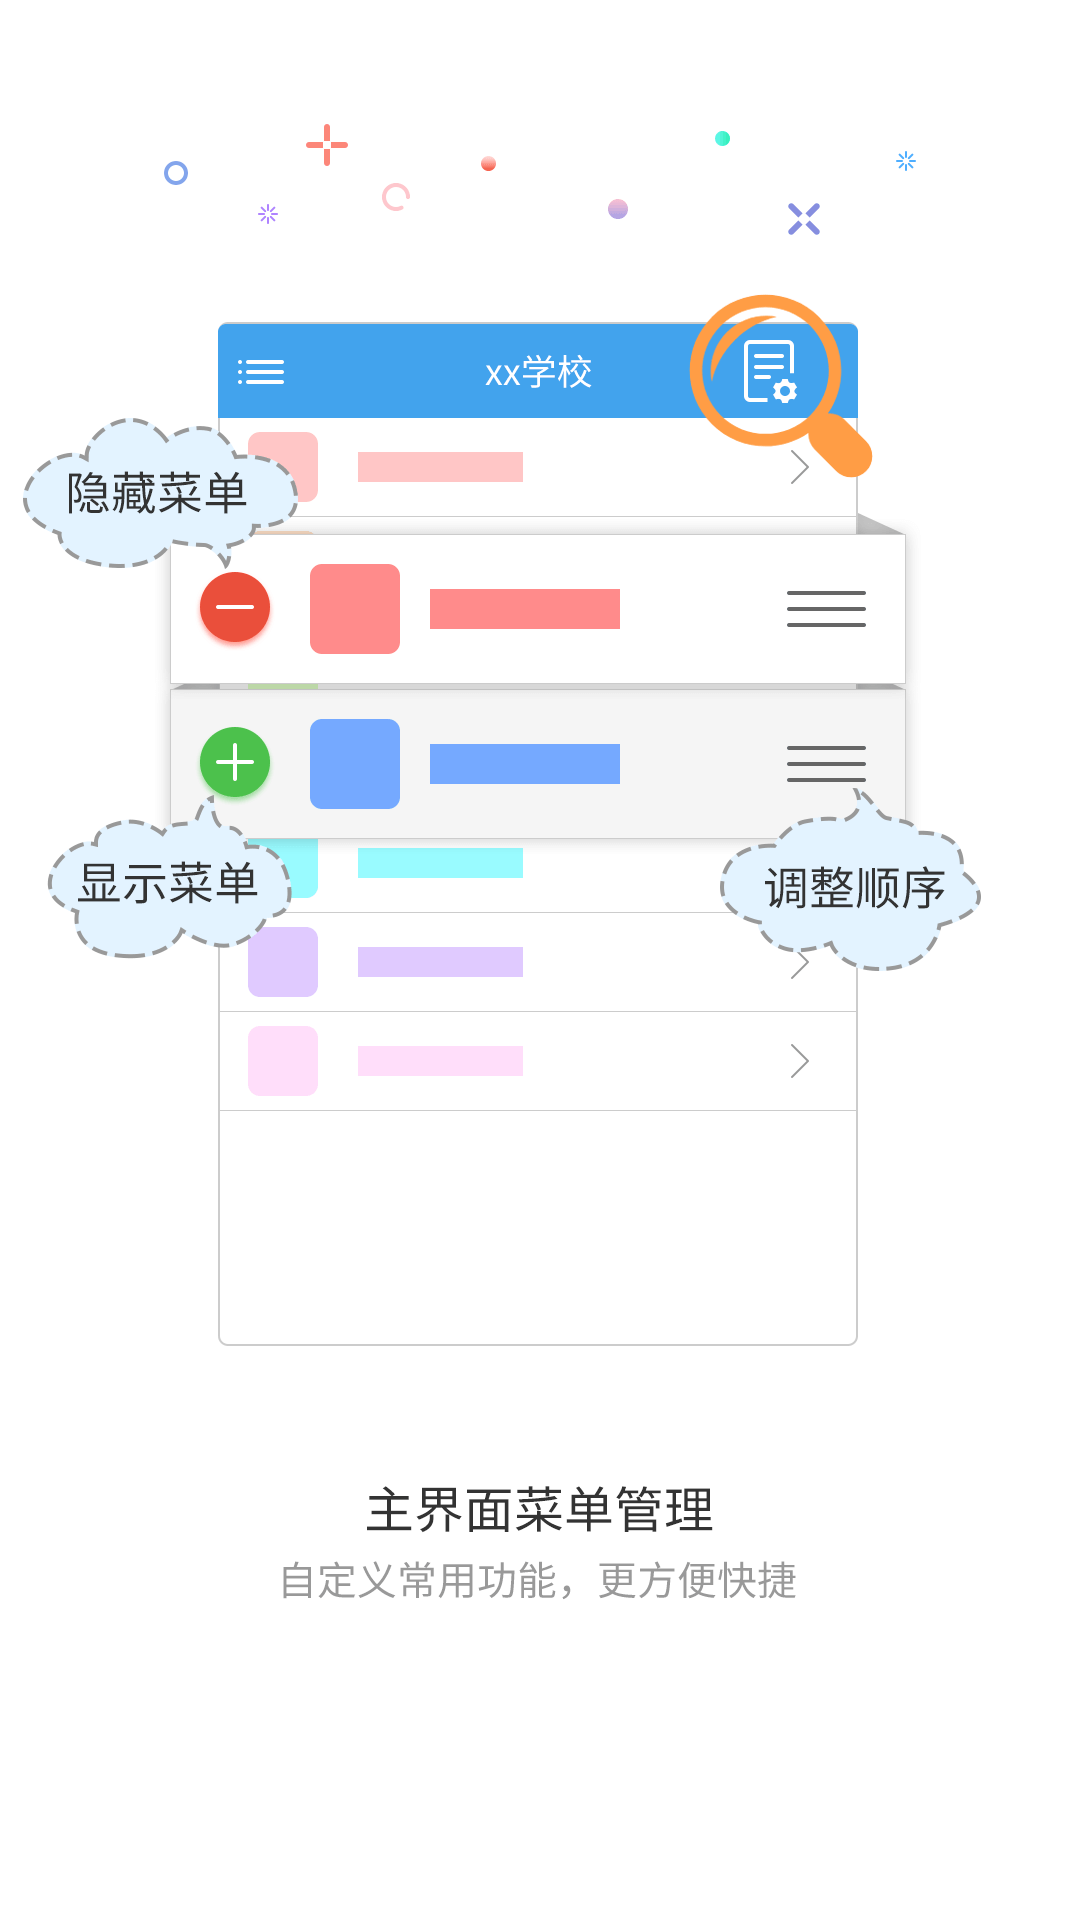 xx学校
隐藏菜单
显示菜单
调整顺序
主界面菜单管理
自定义常用功能，更方便快捷